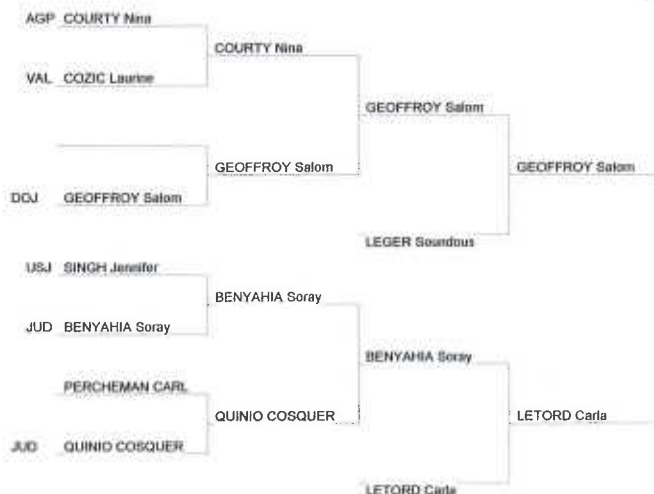 AGP COURTY Nina
COURTY Nina
VAL COZIC Laurine
GEOFFROY Salom
GEOFFROY Salom
GEOFFROY Salom
DOJ GEOFFROY Salom
LEGER Soundous
USJ SINGH Jennifer
BENYAHIA Soray
JUD BENYAHIA Soray
BENYAHIA Soray
PERCHEMAN CARL
QUINIO COSQUER
LETORD Carla
JUD QUINIO COSQUER
LETORD Carla